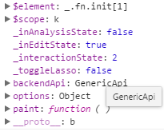 ▶ $element: _.fn.init[1]
▶ $scope: k
_inAnalysisState: false
_inEditState: true
_interactionState: 2
_toggleLasso: false
▶ backendApi: GenericApi
▶ options: Object
GenericApi
▶ paint: function ( )
▶ __proto__: b